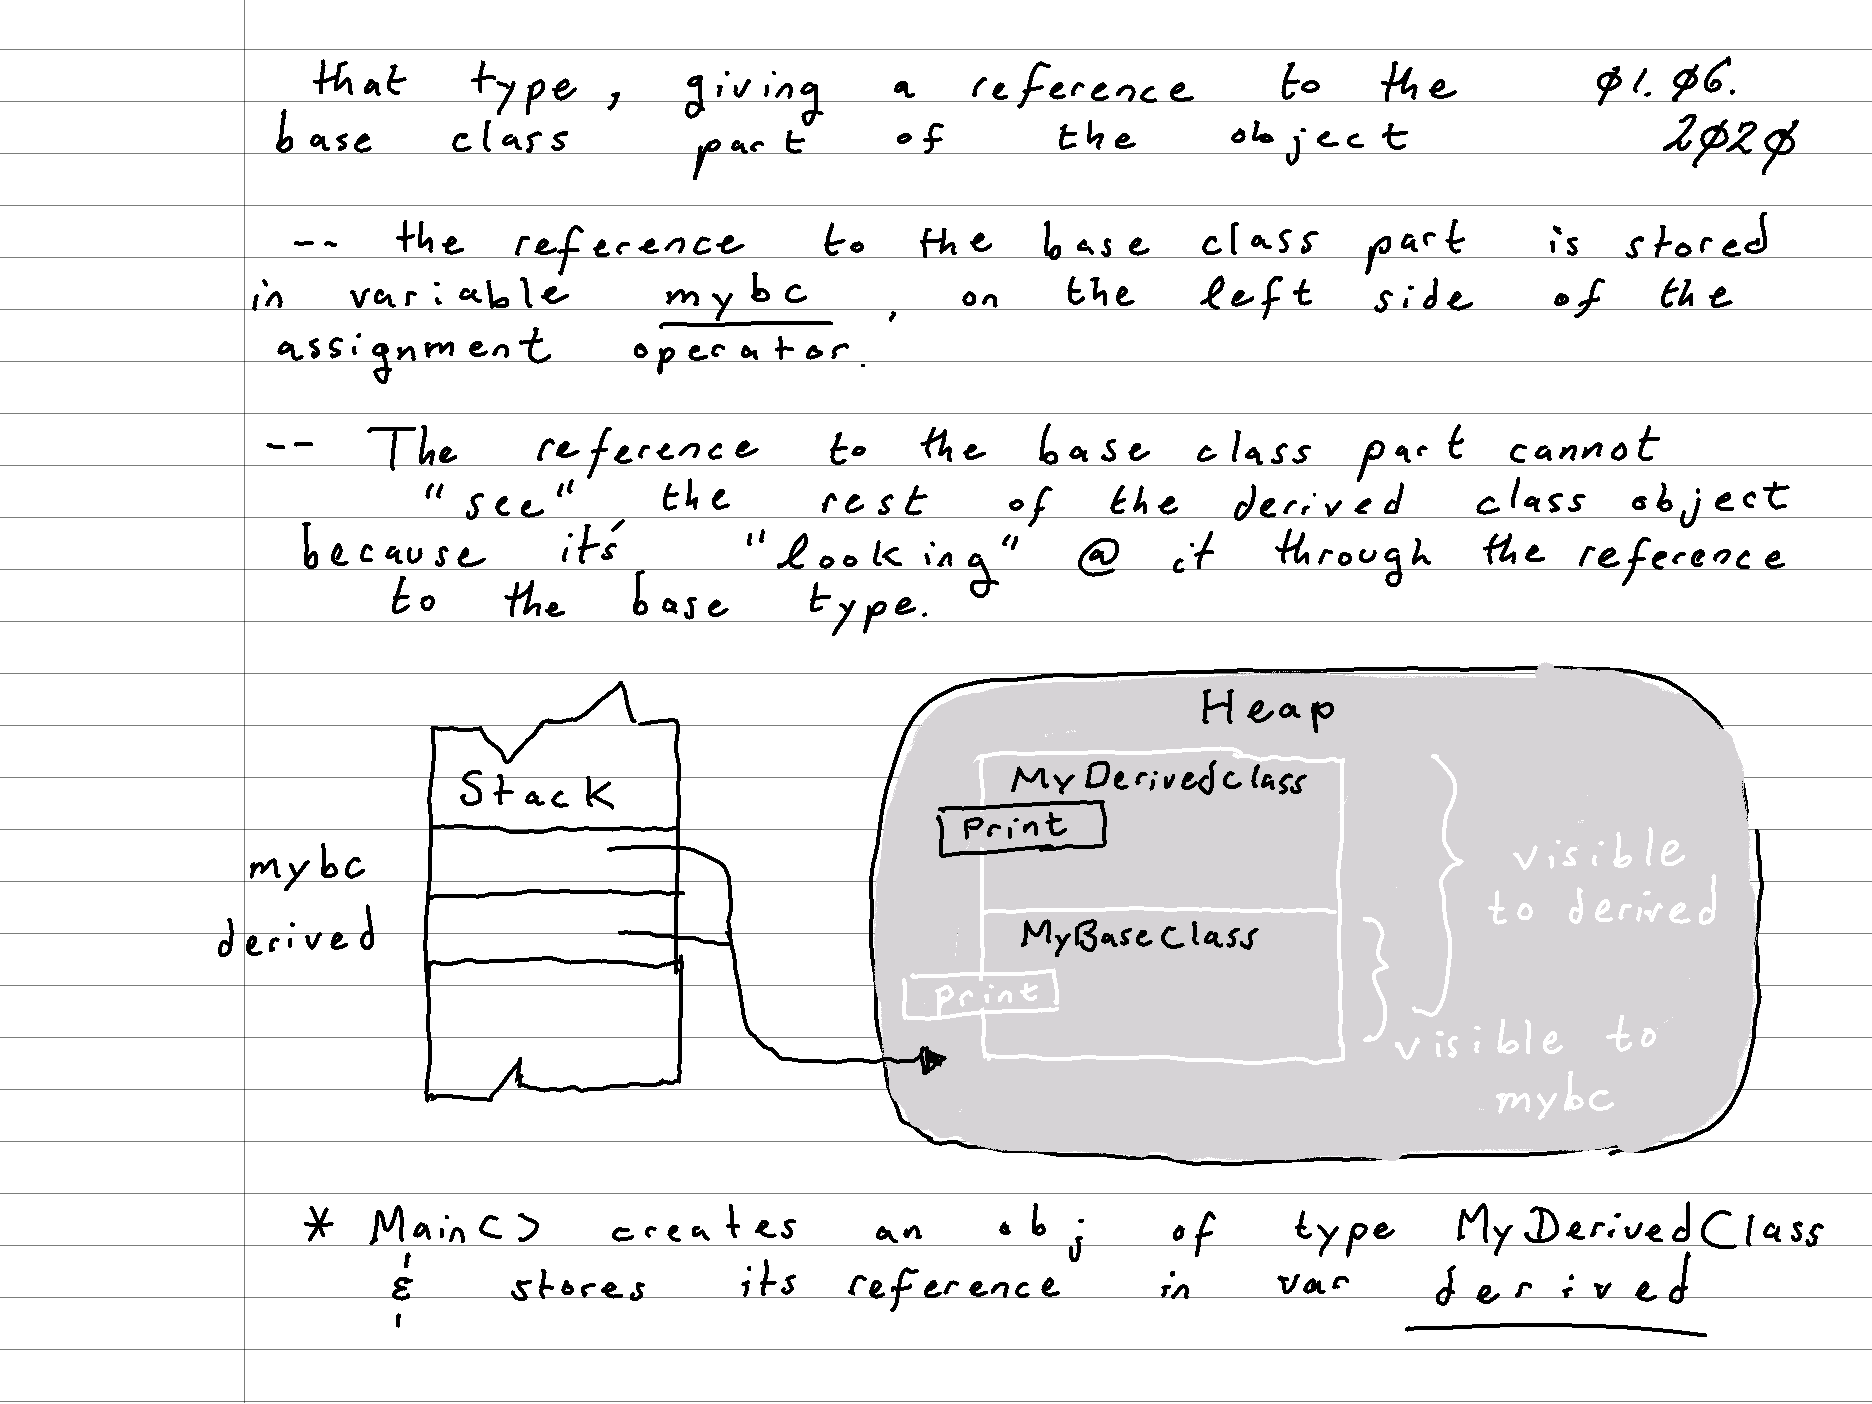 that type, giving a reference to the Ø1.Ø6.
base class part of the object 2Ø2Ø
-- the reference to the base class part is stored
in variable mybc, on the left side of the
assignment operator.
-- The reference to the base class part cannot
"see" the rest of the derived class object
because it's "looking" @ it through the reference
to the base type.
Heap
Stack
MyDerivedClass
Print
mybc
visible
to derived
derived
MyBaseClass
print
visible to
mybc
* Main() creates an obj of type MyDerivedClass
& stores its reference in var derived